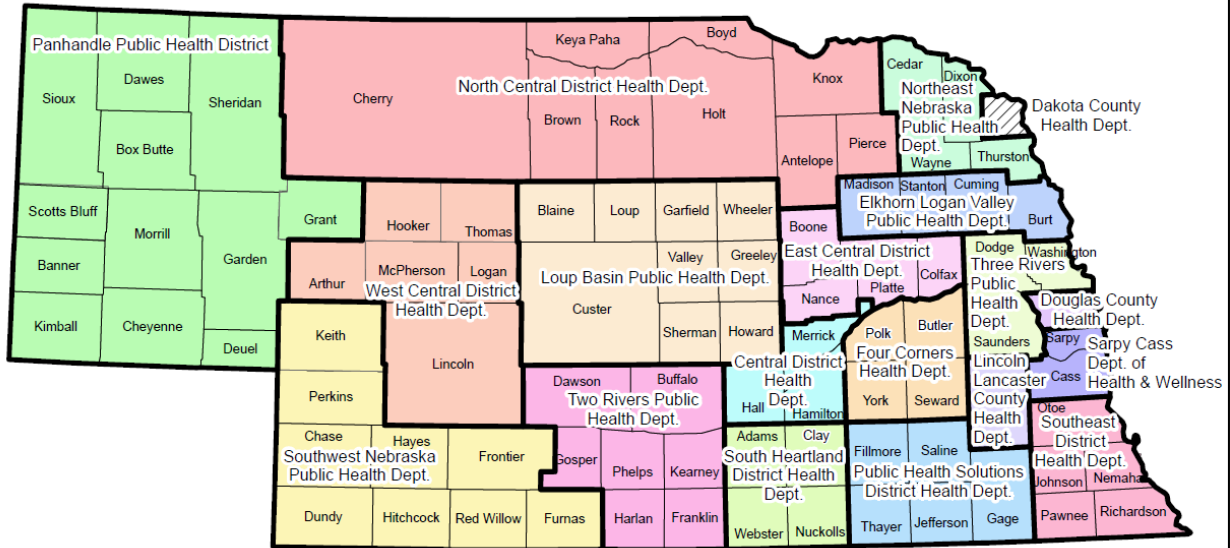 Panhandle Public Health District
Sioux
Dawes
Sheridan
Box Butte
Scotts Bluff
Morrill
Grant
Banner
Garden
Kimball
Cheyenne
Deuel
Keya Paha
Boyd
North Central District Health Dept.
Cherry
Brown
Rock
Holt
Knox
Antelope
Pierce
Cedar
Dixon
Northeast
Nebraska
Public Health
Dept.
Wayne
Thurston
Dakota County
Health Dept.
Madison
Stanton
Cuming
Elkhorn Logan Valley
Public Health Dept.
Burt
Hooker
Thomas
Arthur
McPherson
Logan
West Central District
Health Dept.
Lincoln
Blaine
Loup
Garfield
Wheeler
Valley
Greeley
Loup Basin Public Health Dept.
Custer
Sherman
Howard
Boone
East Central District
Health Dept.
Colfax
Platte
Nance
Dodge
Washington
Three Rivers
Public
Health
Dept.
Saunders
Douglas County
Health Dept.
Sarpy
Cass
Sarpy Cass
Dept. of
Health & Wellness
Merrick
Central District
Health
Dept.
Hall
Hamilton
Polk
Butler
Four Corners
Health Dept.
York
Seward
Lincoln
Lancaster
County
Health
Dept.
Otoe
Southeast
District
Health Dept.
Johnson
Nemaha
Pawnee
Richardson
Keith
Perkins
Chase
Hayes
Southwest Nebraska
Public Health Dept.
Frontier
Dundy
Hitchcock
Red Willow
Furnas
Dawson
Buffalo
Two Rivers Public
Health Dept.
Gosper
Phelps
Kearney
Harlan
Franklin
Adams
Clay
South Heartland
District Health
Dept.
Webster
Nuckolls
Fillmore
Saline
Public Health Solutions
District Health Dept.
Thayer
Jefferson
Gage